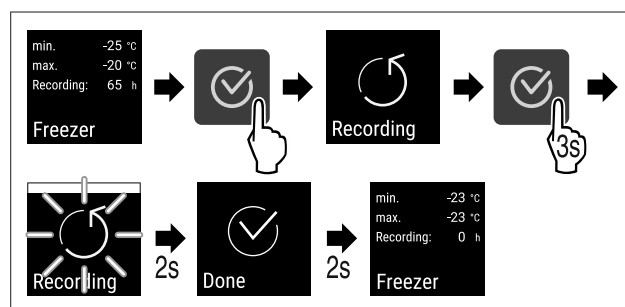 min. -25 °C
max. -20 °C
Recording: 65 h
Freezer
Recording
3s
Recording
2s
Done
2s
min. -23 °C
max. -23 °C
Recording: 0 h
Freezer